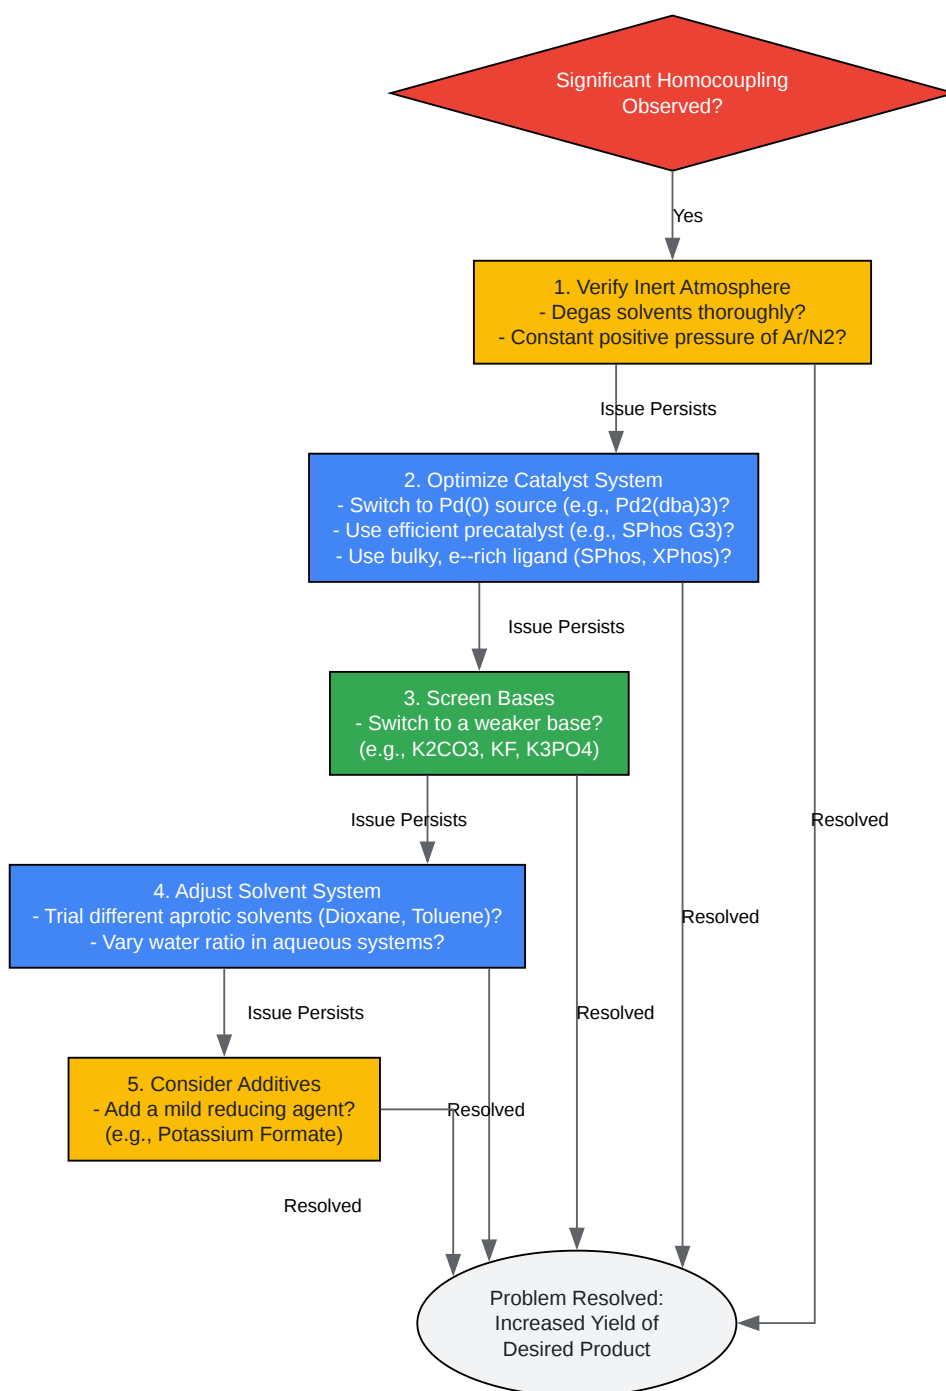 Significant Homocoupling
Observed?
Yes
1. Verify Inert Atmosphere
- Degas solvents thoroughly?
- Constant positive pressure of Ar/N2?
Issue Persists
2. Optimize Catalyst System
- Switch to Pd(0) source (e.g., Pd2(dba)3)?
- Use efficient precatalyst (e.g., SPhos G3)?
- Use bulky, e--rich ligand (SPhos, XPhos)?
Issue Persists
3. Screen Bases
- Switch to a weaker base?
(e.g., K2CO3, KF, K3PO4)
Issue Persists
Resolved
4. Adjust Solvent System
- Trial different aprotic solvents (Dioxane, Toluene)?
- Vary water ratio in aqueous systems?
Resolved
Issue Persists
Resolved
5. Consider Additives
- Add a mild reducing agent?
(e.g., Potassium Formate)
Resolved
Resolved
Problem Resolved:
Increased Yield of
Desired Product